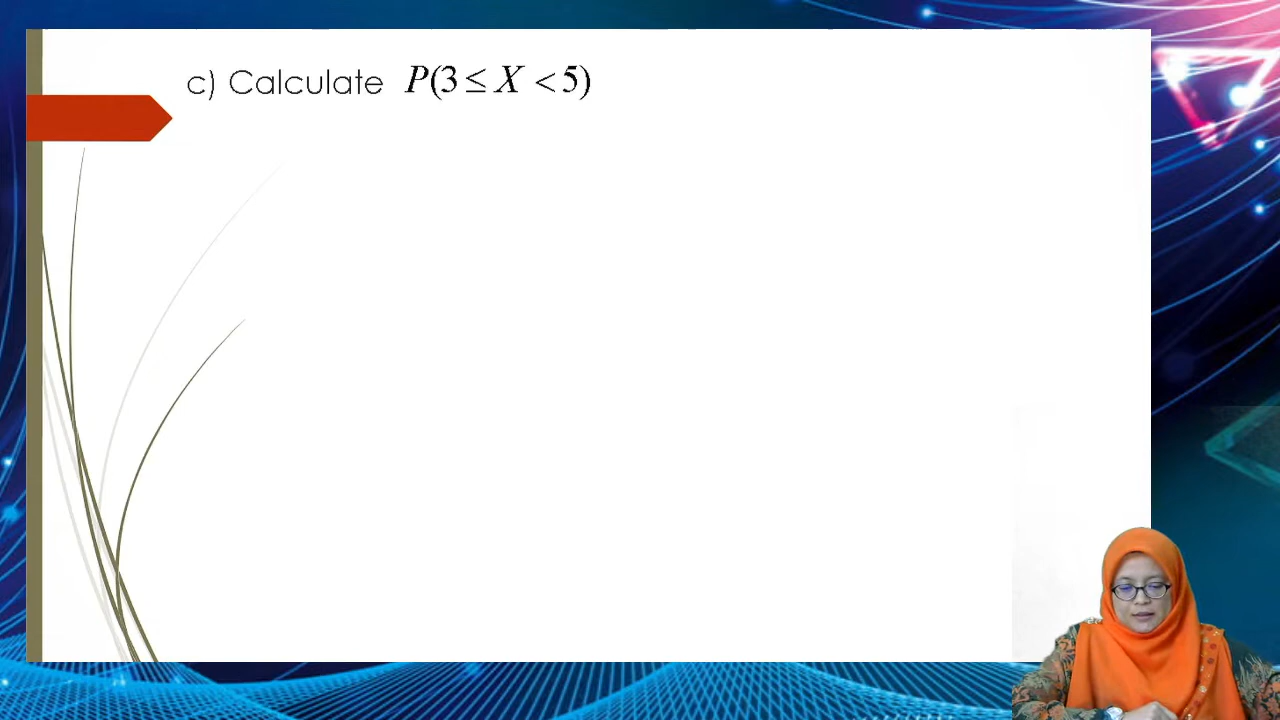 c) Calculate P(3 ≤ X < 5)